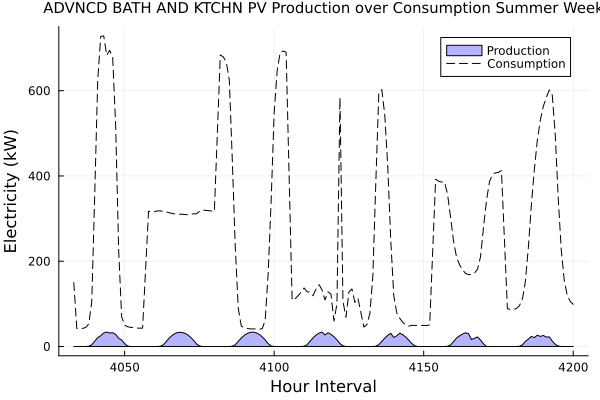 ADVNCD BATH AND KTCHN PV Production over Consumption Summer Week
Production
Consumption
600
400
200
0
Electricity (kW)
4050
4100
4150
4200
Hour Interval